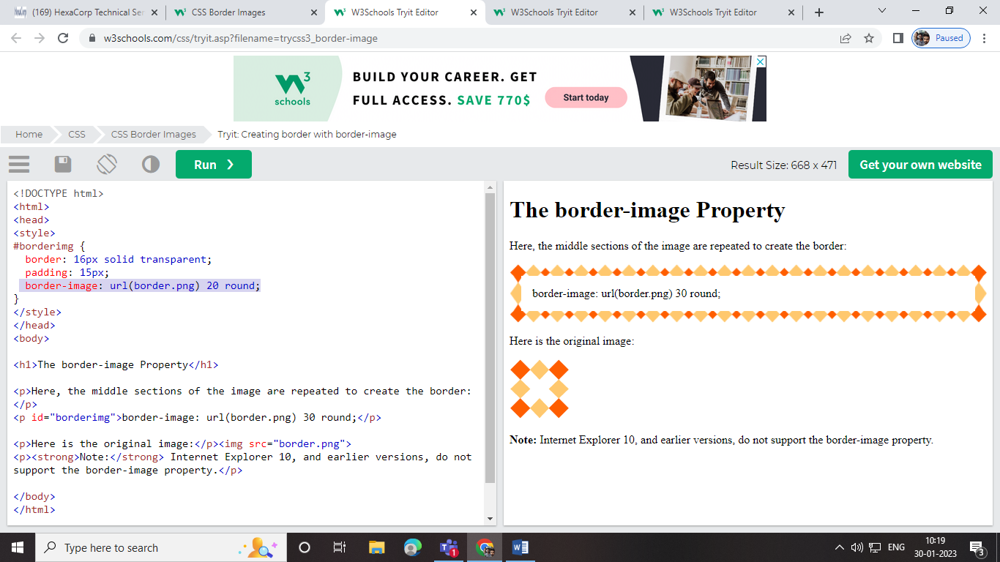 (169) HexaCorp Technical Ser
CSS Border Images
W3Schools Tryit Editor
W3Schools Tryit Editor
W3Schools Tryit Editor
w3schools.com/css/tryit.asp?filename=trycss3_border-image
Paused
3
schools
BUILD YOUR CAREER. GET
FULL ACCESS. SAVE 770$
Start today
Home
CSS
CSS Border Images
Tryit: Creating border with border-image
Run ❯
Result Size: 668 x 471
Get your own website
<!DOCTYPE html>
<html>
<head>
<style>
#borderimg {
  border: 16px solid transparent;
  padding: 15px;
  border-image: url(border.png) 20 round;
}
</style>
</head>
<body>
<h1>The border-image Property</h1>
<p>Here, the middle sections of the image are repeated to create the border:
</p>
<p id="borderimg">border-image: url(border.png) 30 round;</p>
<p>Here is the original image:</p><img src="border.png">
<p><strong>Note:</strong> Internet Explorer 10, and earlier versions, do not
support the border-image property.</p>
</body>
</html>
The border-image Property
Here, the middle sections of the image are repeated to create the border:
border-image: url(border.png) 30 round;
Here is the original image:
Note: Internet Explorer 10, and earlier versions, do not support the border-image property.
Type here to search
1
ENG
10:19
30-01-2023
3